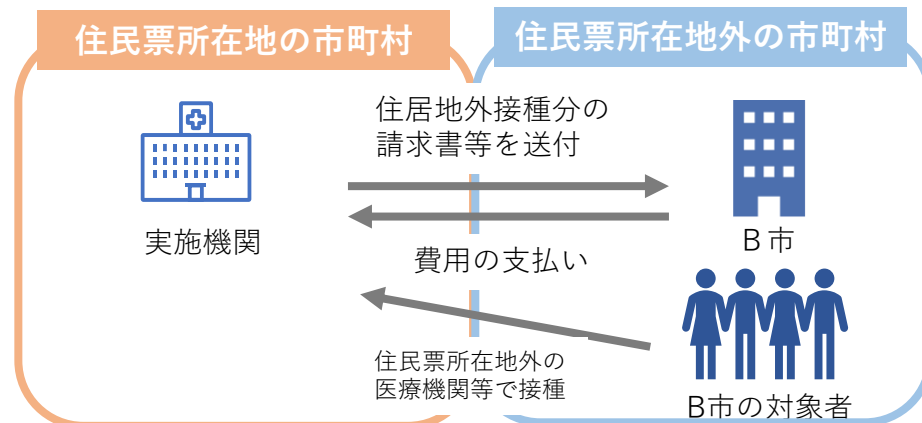 住民票所在地の市町村
住民票所在地外の市町村
住居地外接種分の
請求書等を送付
実施機関
B市
費用の支払い
住民票所在地外の
医療機関等で接種
B市の対象者